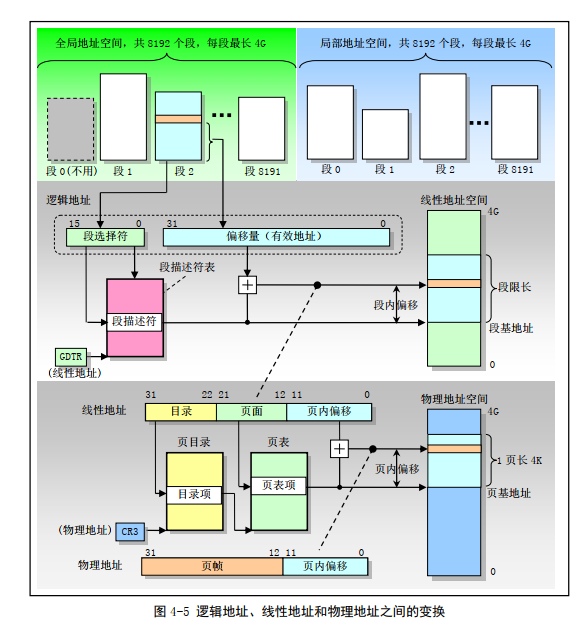 全局地址空间，共 8192 个段，每段最长 4G
局部地址空间，共 8192 个段，每段最长 4G
段 0(不用)
段 1
段 2
段 8191
段 0
段 1
段 2
段 8191
逻辑地址
线性地址空间
15 0
31 0
4G
段选择符
偏移量（有效地址）
段描述符表
+
段限长
段内偏移
段描述符
段基地址
GDTR
(线性地址)
0
31 22 21 12 11 0
物理地址空间
线性地址
目录
页面
页内偏移
4G
页目录
页表
+
1 页长 4K
页内偏移
目录项
页表项
页基地址
(物理地址)
CR3
31 12 11 0
物理地址
页帧
页内偏移
0
图 4-5 逻辑地址、线性地址和物理地址之间的变换